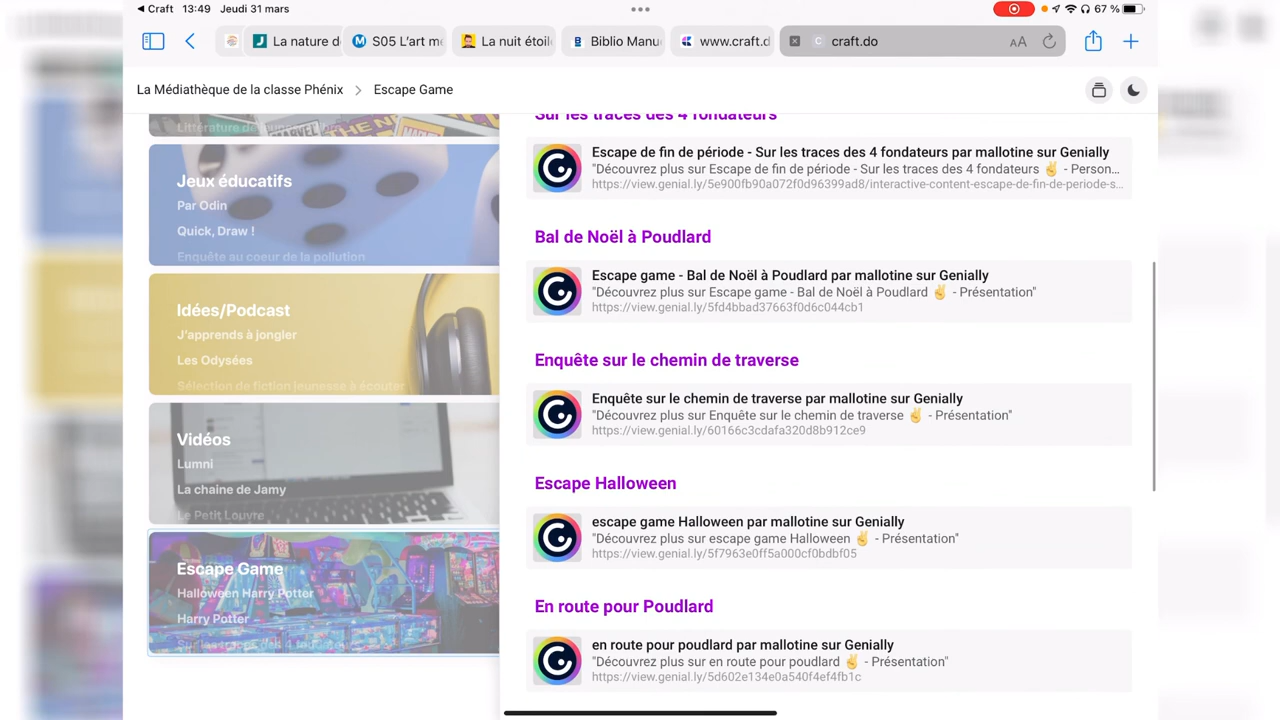 Craft 13:49 Jeudi 31 mars
67 %
La nature d
S05 L'art me
La nuit étoil
Biblio Manu
www.craft.d
craft.do
AA
La Médiathèque de la classe Phénix > Escape Game
MARVEL
Jeux éducatifs
Par Odin
Quick, Draw !
Enquête au coeur de la pollution
Idées/Podcast
J'apprends à jongler
Les Odysées
Sélection de fiction jeunesse à écouter
Vidéos
Lumni
La chaine de Jamy
Le Petit Louvre
Escape Game
Halloween Harry Potter
Harry Potter
Sur les traces des 4 fondateurs
Sur les traces des 4 fondateurs
Escape de fin de période - Sur les traces des 4 fondateurs par mallotine sur Genially
"Découvrez plus sur Escape de fin de période - Sur les traces des 4 fondateurs ✌️ - Person...
https://view.genial.ly/5e900fb90a072f0d96399ad8/interactive-content-escape-de-fin-de-periode-s...
Bal de Noël à Poudlard
Escape game - Bal de Noël à Poudlard par mallotine sur Genially
"Découvrez plus sur Escape game - Bal de Noël à Poudlard ✌️ - Présentation"
https://view.genial.ly/5fd4bbad37663f0d6c044cb1
Enquête sur le chemin de traverse
Enquête sur le chemin de traverse par mallotine sur Genially
"Découvrez plus sur Enquête sur le chemin de traverse ✌️ - Présentation"
https://view.genial.ly/60166c3cdafa320d8b912ce9
Escape Halloween
escape game Halloween par mallotine sur Genially
"Découvrez plus sur escape game Halloween ✌️ - Présentation"
https://view.genial.ly/5f7963e0ff5a000cf0bdbf05
En route pour Poudlard
en route pour poudlard par mallotine sur Genially
"Découvrez plus sur en route pour poudlard ✌️ - Présentation"
https://view.genial.ly/5d602e134e0a540f4ef4fb1c